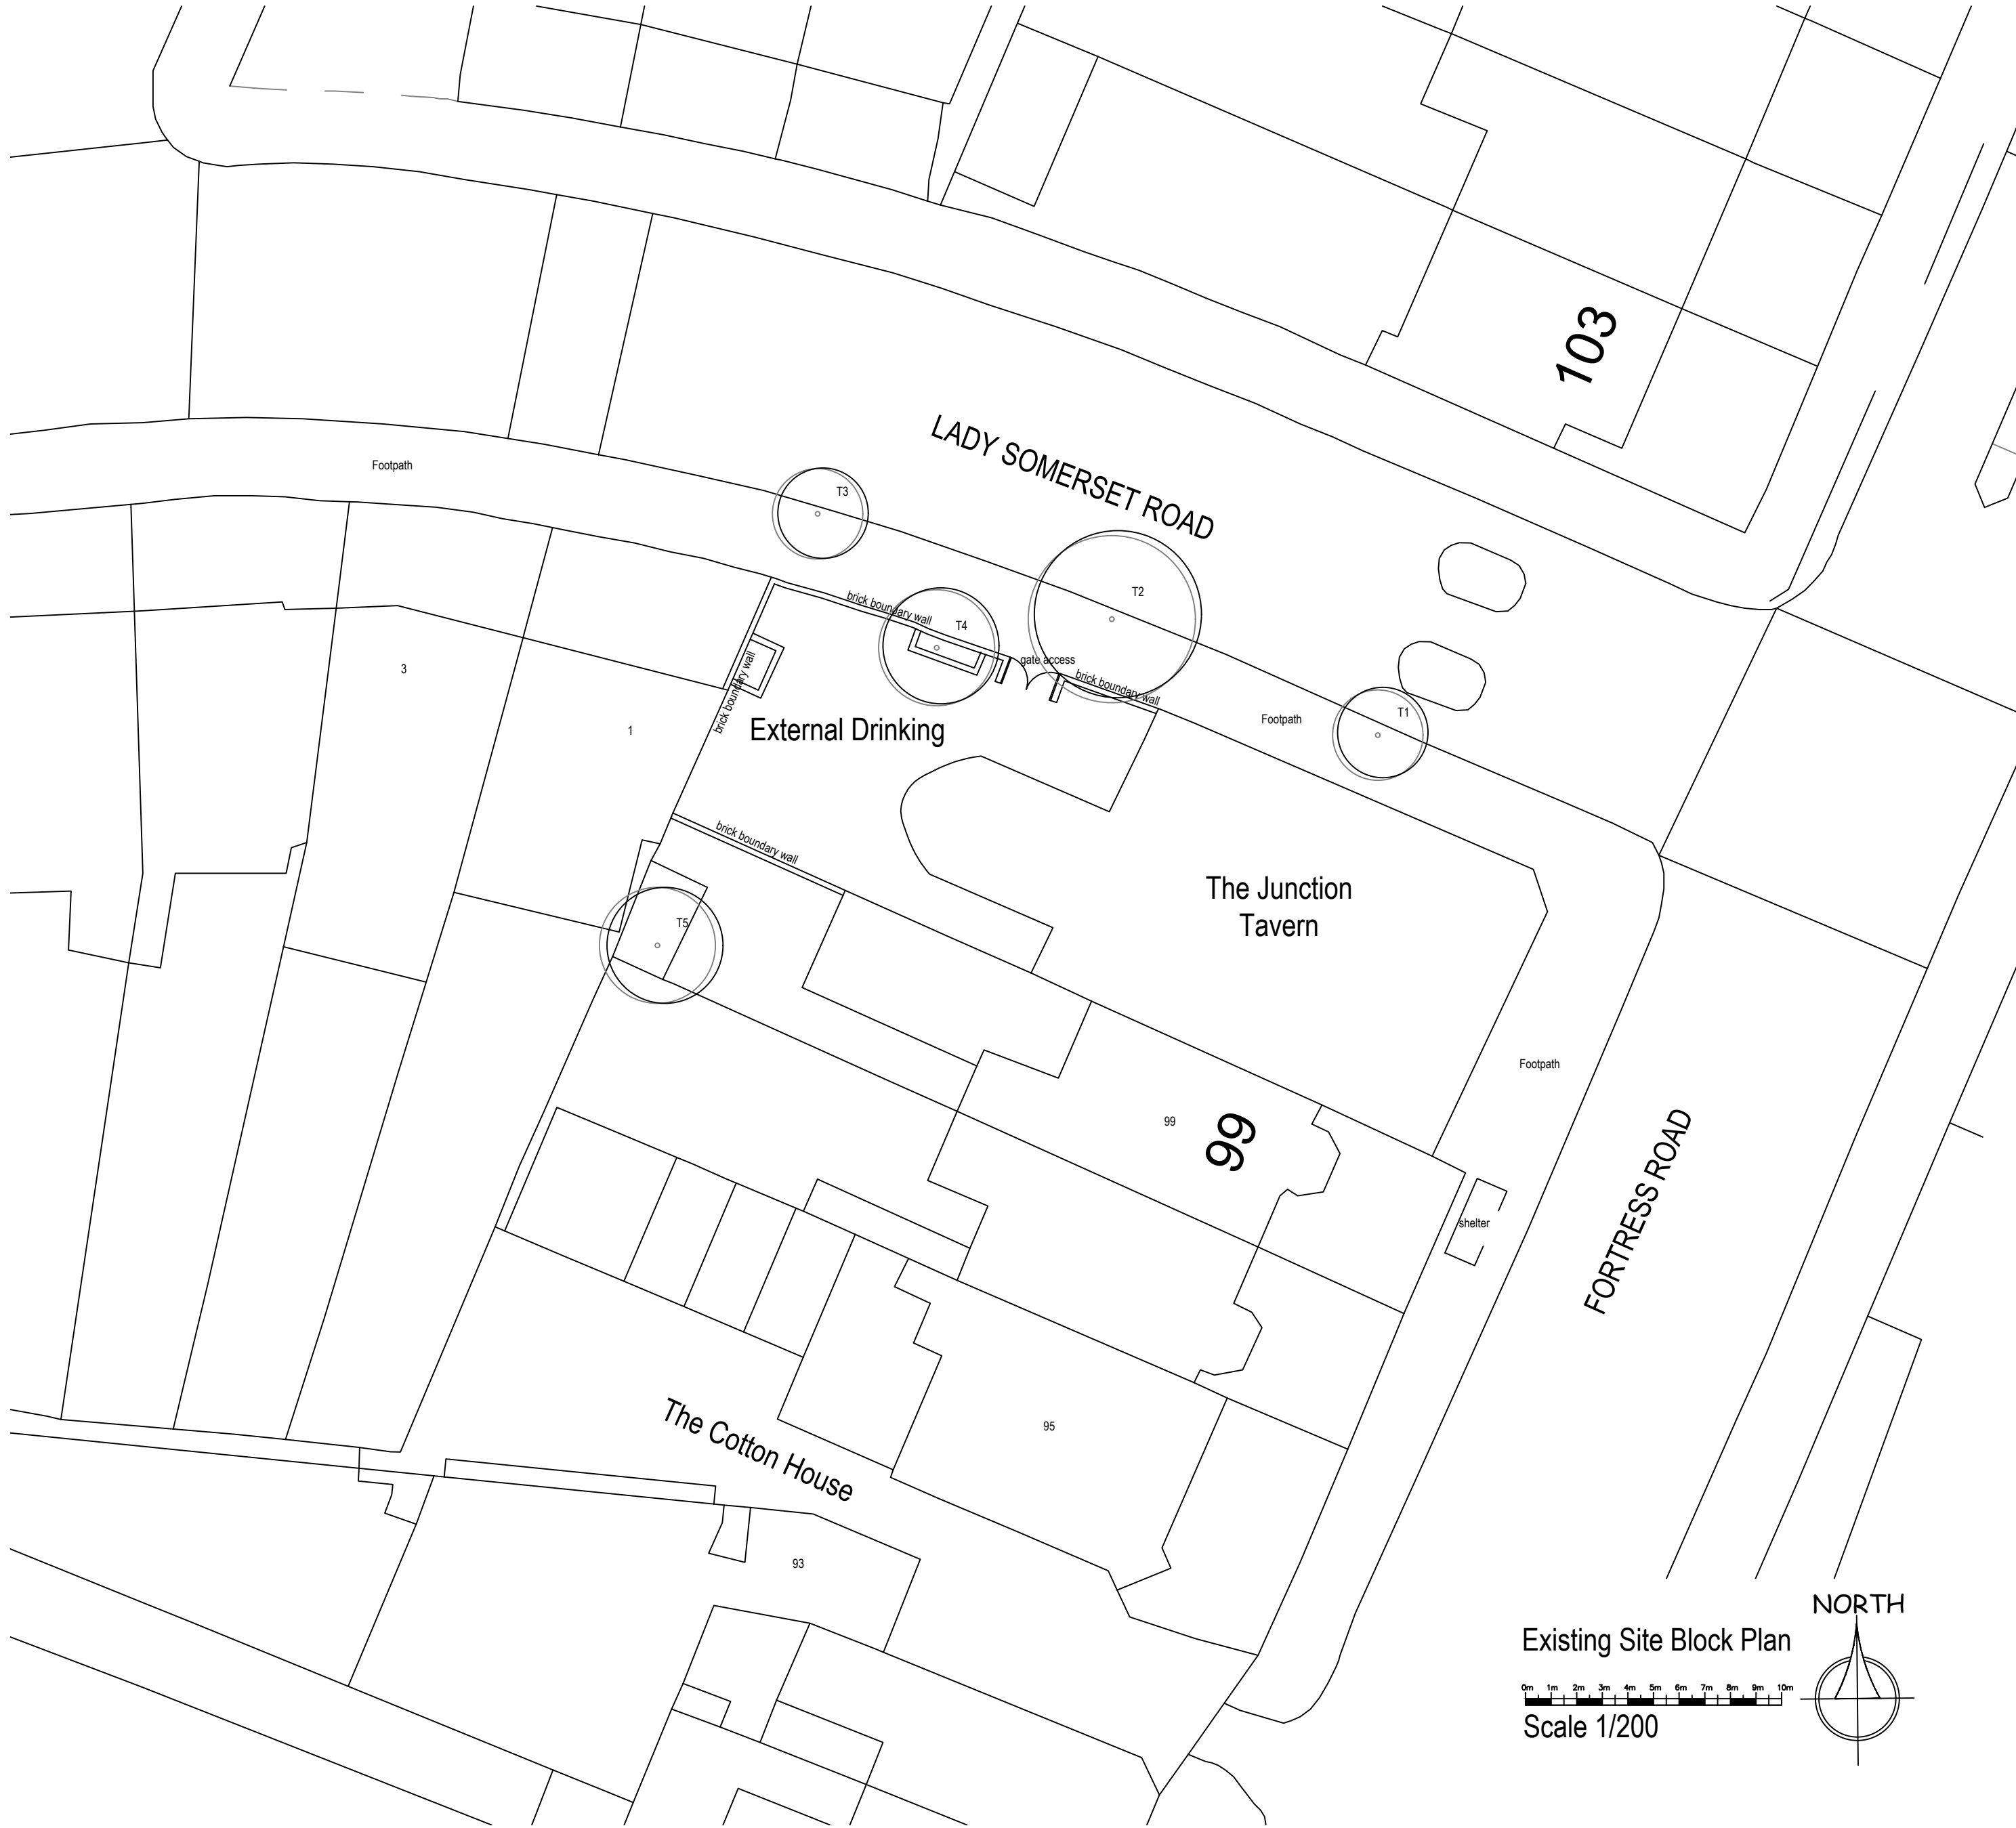 103
LADY SOMERSET ROAD
Footpath
T3
T2
brick boundary wall
T4
gate access
brick boundary wall
3
brick boundary wall
1
External Drinking
Footpath
T1
brick boundary wall
The Junction
Tavern
T5
Footpath
99
99
shelter
FORTRESS ROAD
The Cotton House
95
93
NORTH
Existing Site Block Plan
0m 1m 2m 3m 4m 5m 6m 7m 8m 9m 10m
Scale 1/200